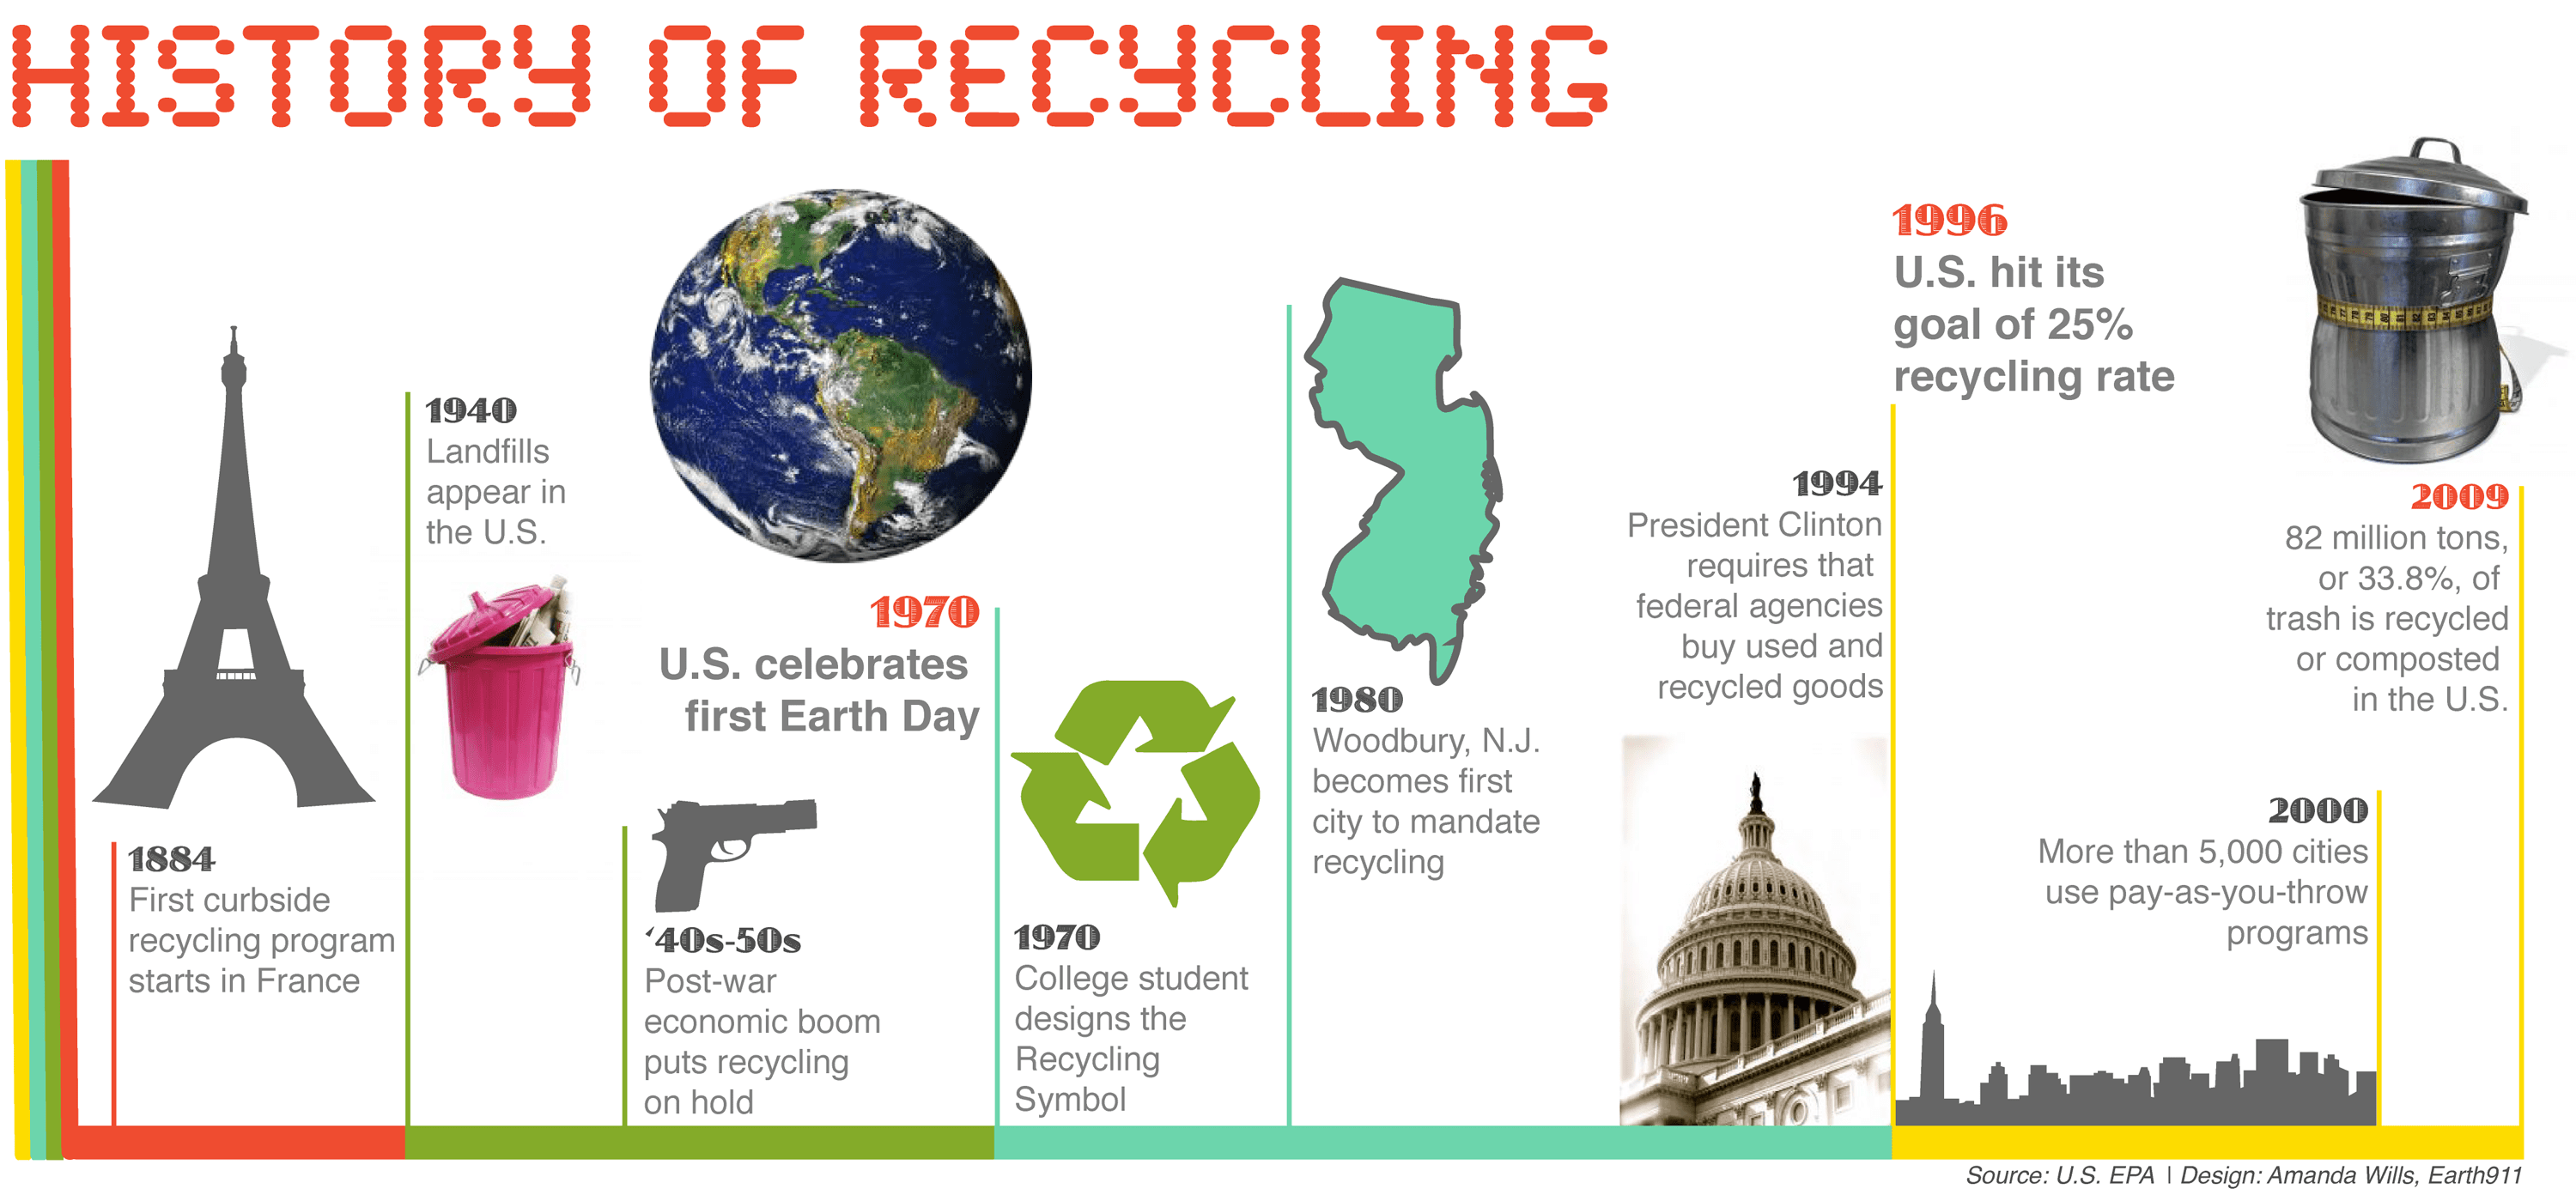 HISTORY OF RECYCLING
1884
First curbside
recycling program
starts in France
1940
Landfills
appear in
the U.S.
‘40s-50s
Post-war
economic boom
puts recycling
on hold
1970
U.S. celebrates
first Earth Day
1970
College student
designs the
Recycling
Symbol
1980
Woodbury, N.J.
becomes first
city to mandate
recycling
1994
President Clinton
requires that
federal agencies
buy used and
recycled goods
1996
U.S. hit its
goal of 25%
recycling rate
2000
More than 5,000 cities
use pay-as-you-throw
programs
2009
82 million tons,
or 33.8%, of
trash is recycled
or composted
in the U.S.
Source: U.S. EPA | Design: Amanda Wills, Earth911